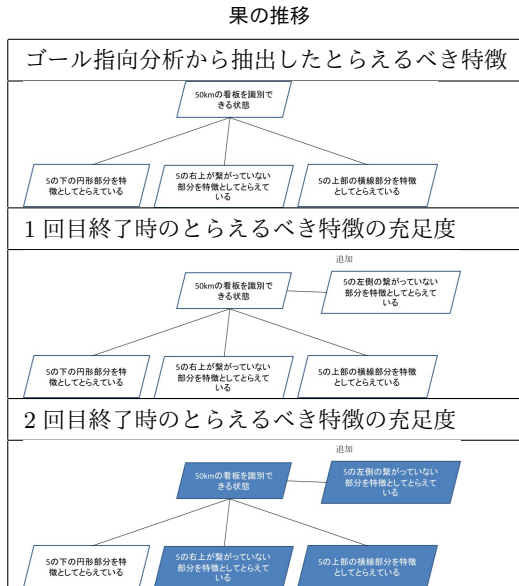 果の推移
ゴール指向分析から抽出したとらえるべき特徴
50kmの看板を識別で
きる状態
5の下の円形部分を特
徴としてとらえている
5の右上が繋がっていない
部分を特徴としてとらえて
いる
5の上部の横線部分を特徴
としてとらえている
1回目終了時のとらえるべき特徴の充足度
追加
50kmの看板を識別で
きる状態
5の左側の繋がっていない
部分を特徴としてとらえて
いる
5の下の円形部分を特
徴としてとらえている
5の右上が繋がっていない
部分を特徴としてとらえて
いる
5の上部の横線部分を特徴
としてとらえている
2回目終了時のとらえるべき特徴の充足度
追加
50kmの看板を識別で
きる状態
5の左側の繋がっていない
部分を特徴としてとらえて
いる
5の下の円形部分を特
徴としてとらえている
5の右上が繋がっていない
部分を特徴としてとらえて
いる
5の上部の横線部分を特徴
としてとらえている